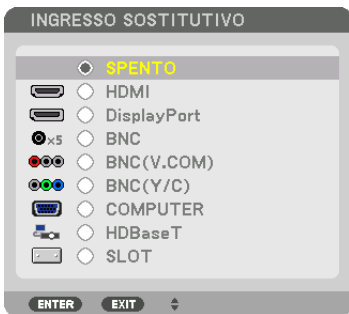 INGRESSO SOSTITUTIVO
SPENTO
HDMI
DisplayPort
×5 BNC
BNC(V.COM)
BNC(Y/C)
COMPUTER
HDBaseT
SLOT
ENTER EXIT